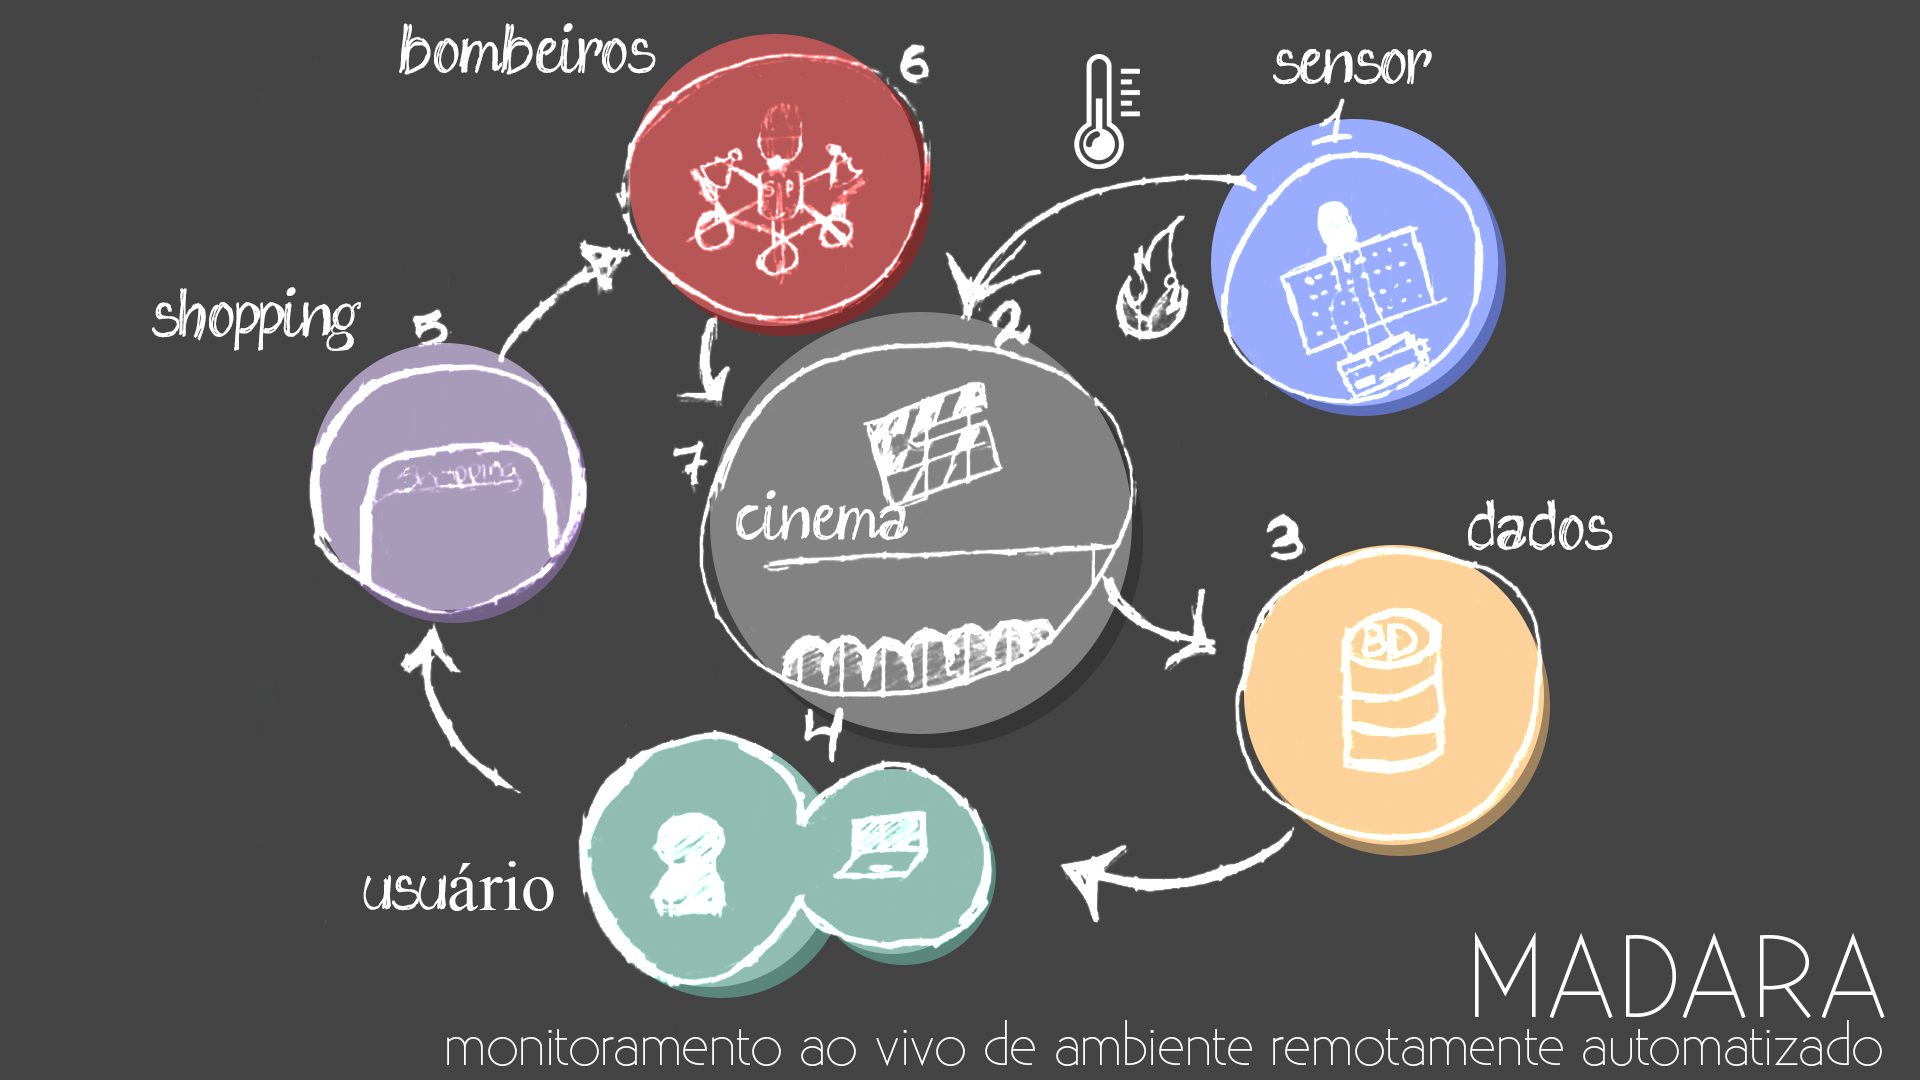 bombeiros
6
sensor
1
shopping
5
2
shopping
7
cinema
3
dados
BD
4
usuário
MADARA
monitoramento ao vivo de ambiente remotamente automatizado